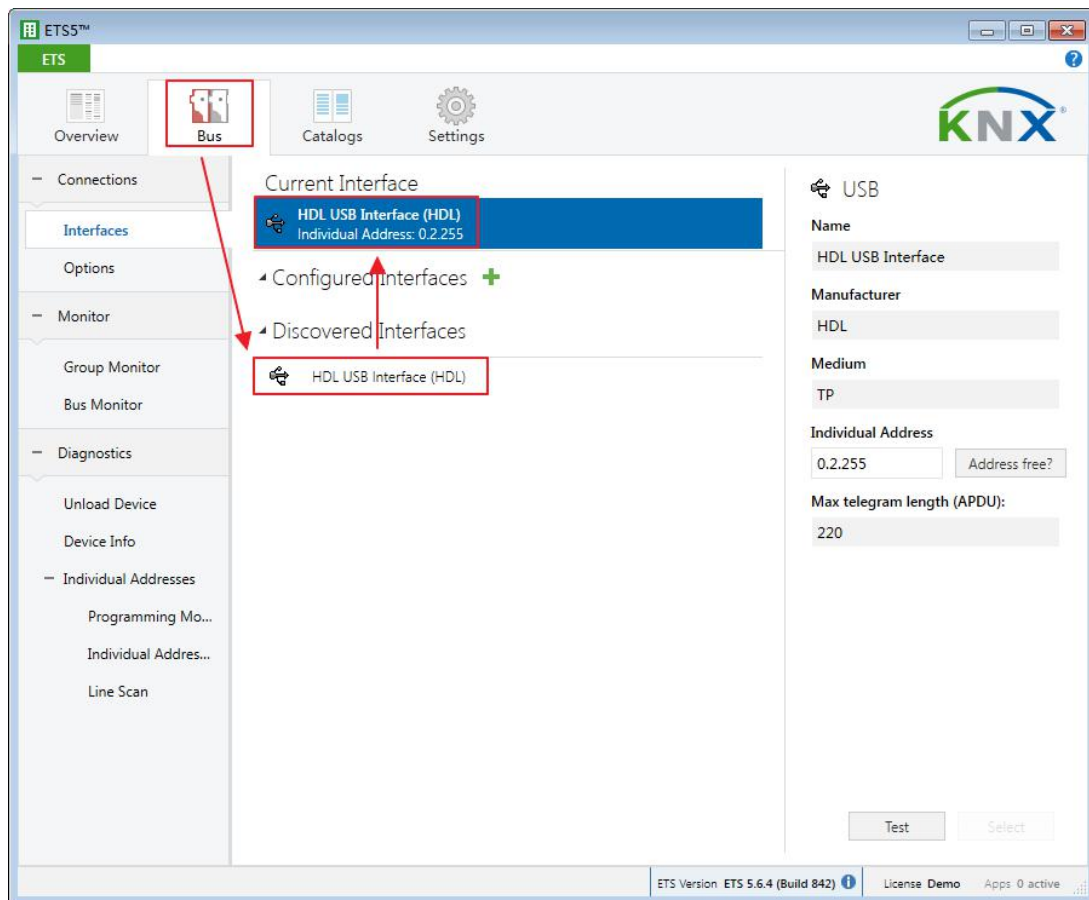 ETS5™
ETS
Overview
Bus
Catalogs
Settings
KNX®
Connections
Interfaces
Options
Monitor
Group Monitor
Bus Monitor
Diagnostics
Unload Device
Device Info
Individual Addresses
Programming Mo...
Individual Addres...
Line Scan
Current Interface
HDL USB Interface (HDL)
Individual Address: 0.2.255
Configured Interfaces
Discovered Interfaces
HDL USB Interface (HDL)
USB
Name
HDL USB Interface
Manufacturer
HDL
Medium
TP
Individual Address
0.2.255
Address free?
Max telegram length (APDU):
220
Test
Select
ETS Version ETS 5.6.4 (Build 842)
License Demo
Apps 0 active